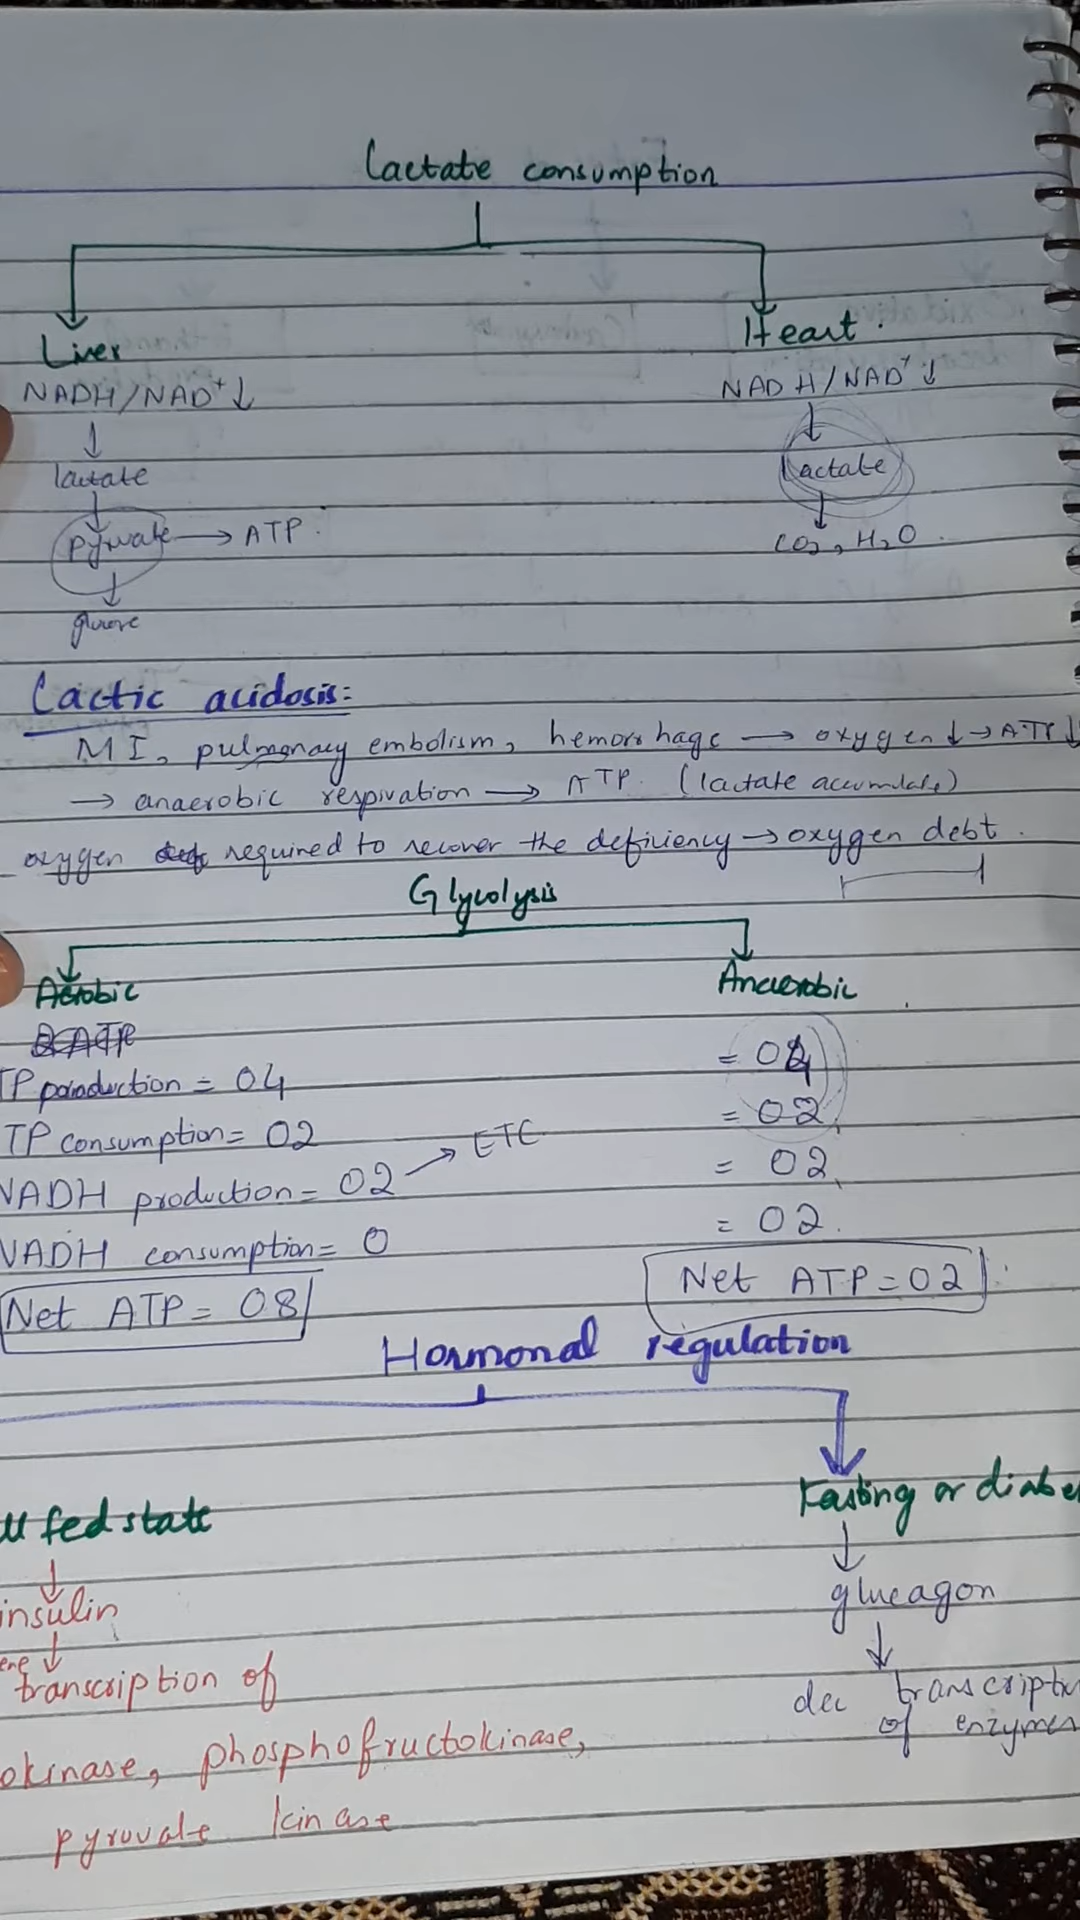 Lactate consumption
Liver
Heart.
NADH/NAD⁺↓
NADH/NAD⁺↓
↓
↓
lactate
Lactate
↓
↓
pyruvate → ATP.
CO₂, H₂O.
↓
glucose
Lactic acidosis:
MI, pulmonary embolism, hemorrhage → oxygen↓→ATP↓
→ anaerobic respiration → ATP. (lactate accumulate)
oxygen required to recover the deficiency → oxygen debt.
Glycolysis
Aerobic
Anaerobic
TP production = 04
= 04
TP consumption = 02
= 02
NADH production = 02 → ETC
= 02
NADH consumption = 0
= 02.
Net ATP = 08
Net ATP = 02
Hormonal regulation
ll fed state
Fasting or diabe
↓
↓
insulin
glucagon
↓
↓
transcription of
dec transcriptio
of enzymes
okinase, phosphofructokinase,
pyruvate kinase